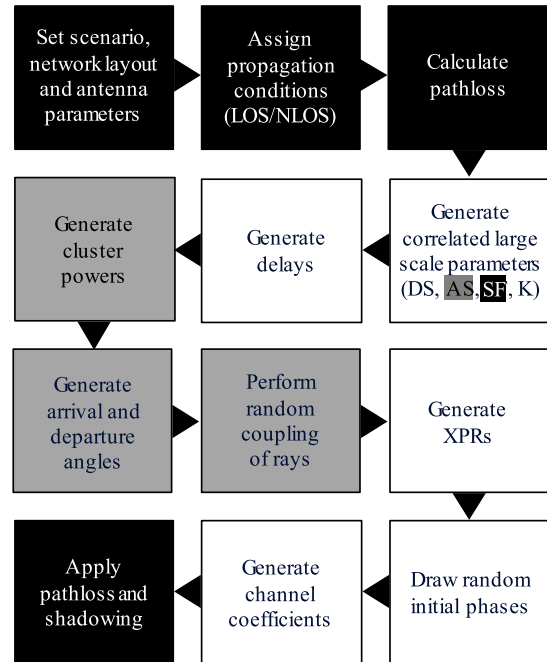 Set scenario,
network layout
and antenna
parameters
Assign
propagation
conditions
(LOS/NLOS)
Calculate
pathloss
Generate
correlated large
scale parameters
(DS, AS, SF, K)
Generate
delays
Generate
cluster
powers
Generate
arrival and
departure
angles
Perform
random
coupling
of rays
Generate
XPRs
Draw random
initial phases
Generate
channel
coefficients
Apply
pathloss and
shadowing